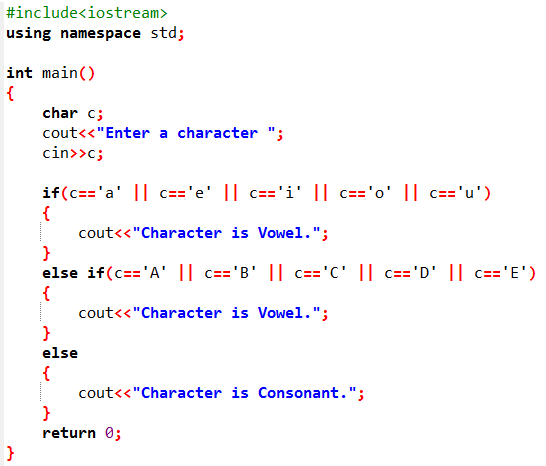 #include<iostream>
using namespace std;

int main()
{
    char c;
    cout<<"Enter a character ";
    cin>>c;

    if(c=='a' || c=='e' || c=='i' || c=='o' || c=='u')
    {
        cout<<"Character is Vowel.";
    }
    else if(c=='A' || c=='B' || c=='C' || c=='D' || c=='E')
    {
        cout<<"Character is Vowel.";
    }
    else
    {
        cout<<"Character is Consonant.";
    }
    return 0;
}